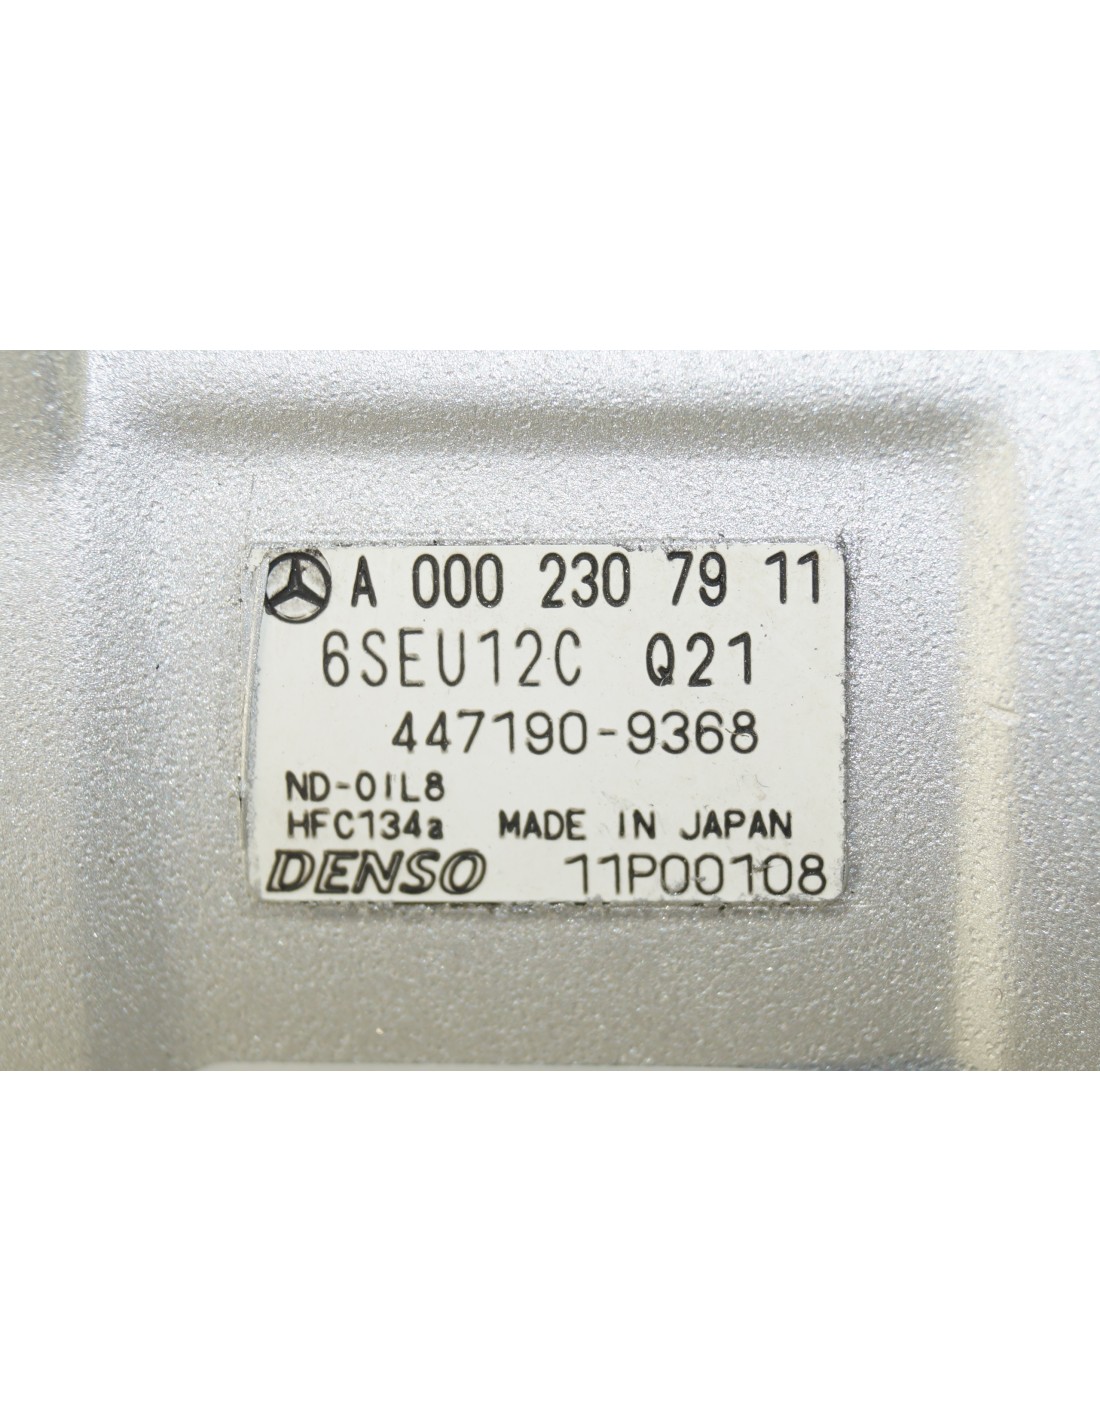 A 000 230 79 11
6SEU12C Q21
447190-9368
ND-OIL8
HFC134a MADE IN JAPAN
DENSO 11P00108